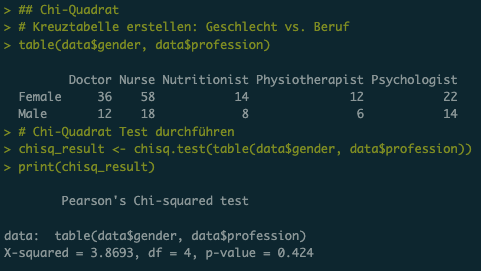 > ## Chi-Quadrat
> # Kreuztabelle erstellen: Geschlecht vs. Beruf
> table(data$gender, data$profession)
Doctor Nurse Nutritionist Physiotherapist Psychologist
Female 36 58 14 12 22
Male 12 18 8 6 14
> # Chi-Quadrat Test durchführen
> chisq_result <- chisq.test(table(data$gender, data$profession))
> print(chisq_result)
Pearson's Chi-squared test
data: table(data$gender, data$profession)
X-squared = 3.8693, df = 4, p-value = 0.424